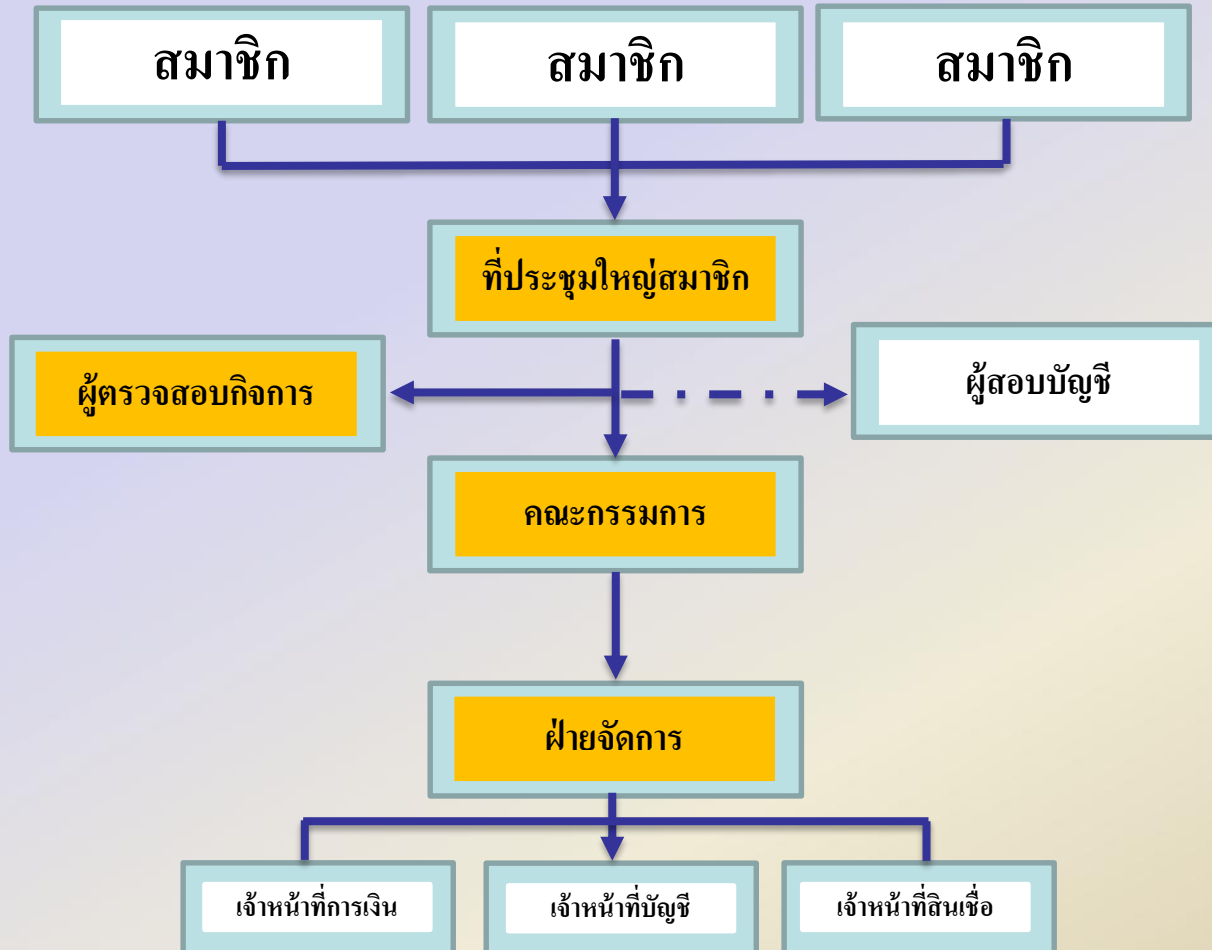 สมาชิก
สมาชิก
สมาชิก
ที่ประชุมใหญ่สมาชิก
ผู้ตรวจสอบกิจการ
ผู้สอบบัญชี
คณะกรรมการ
ฝ่ายจัดการ
เจ้าหน้าที่การเงิน
เจ้าหน้าที่บัญชี
เจ้าหน้าที่สินเชื่อ